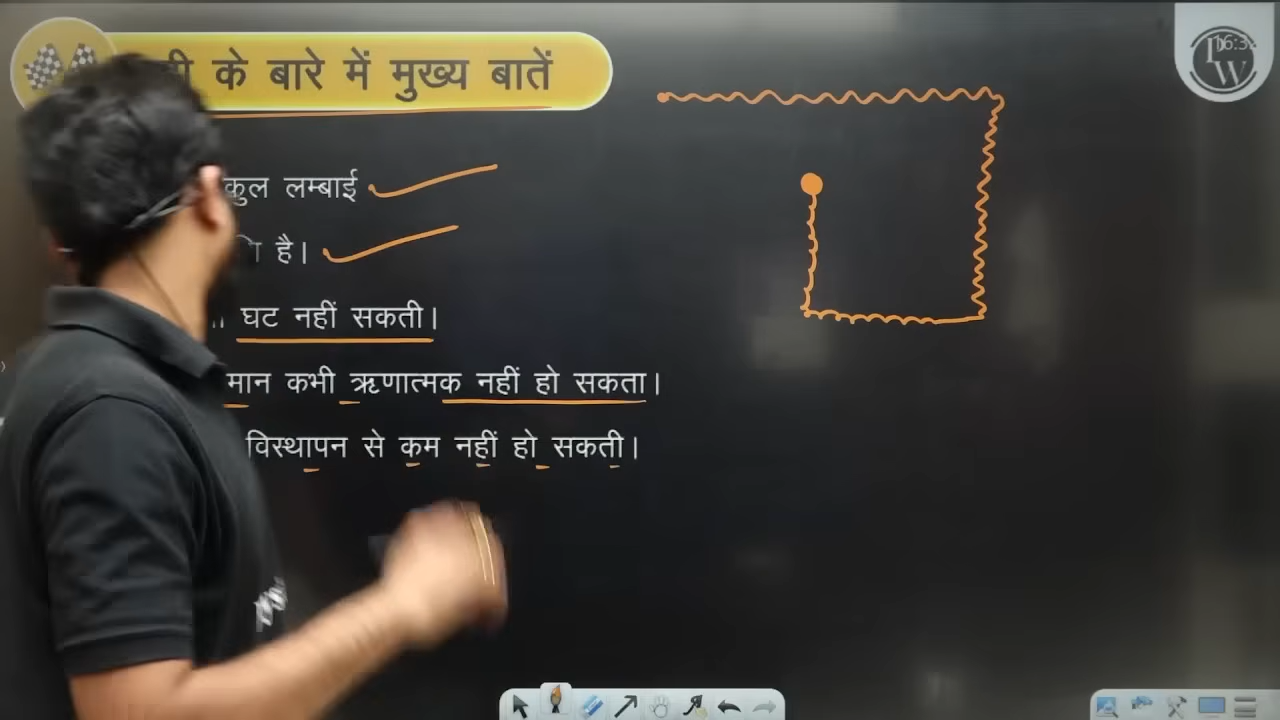 के बारे में मुख्य बातें
कुल लम्बाई
है।
घट नहीं सकती।
मान कभी ऋणात्मक नहीं हो सकता।
विस्थापन से कम नहीं हो सकती।